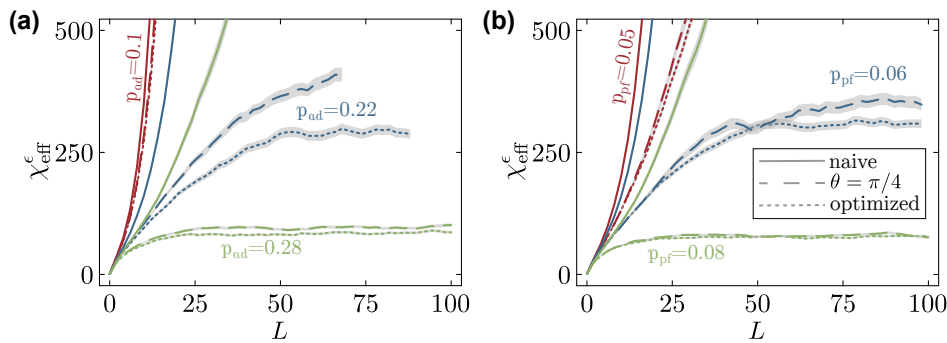 (a)
500
250
0
χ^ϵ_eff
p_ad=0.1
p_ad=0.22
p_ad=0.28
0 25 50 75 100
L
(b)
500
250
0
χ^ϵ_eff
p_pf=0.05
p_pf=0.06
p_pf=0.08
naive
θ = π/4
optimized
0 25 50 75 100
L